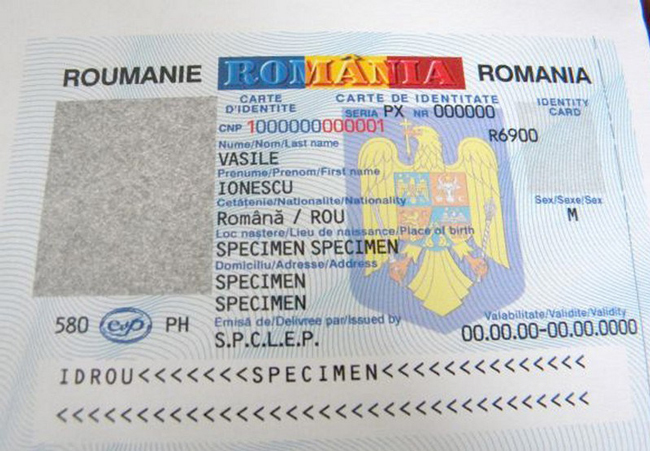 ROUMANIE ROMÂNIA ROMANIA
CARTE D'IDENTITE
CARTE DE IDENTITATE
IDENTITY CARD
SERIA PX NR 000000
CNP 1000000000001
R6900
Nume/Nom/Last name
VASILE
Prenume/Prenom/First name
IONESCU
Cetăţenie/Nationalite/Nationality
Română / ROU
Sex/Sexe/Sex
M
Loc naştere/Lieu de naissance/Place of birth
SPECIMEN SPECIMEN
Domiciliu/Adresse/Address
SPECIMEN
SPECIMEN
Emisă de/Delivree par/Issued by
S.P.C.L.E.P.
Valabilitate/Validite/Validity
00.00.00-00.00.0000
580 PH
IDROU<<<<<<<SPECIMEN<<<<<<<<<<<<<<<
<<<<<<<<<<<<<<<<<<<<<<<<<<<<<<<<<<<<